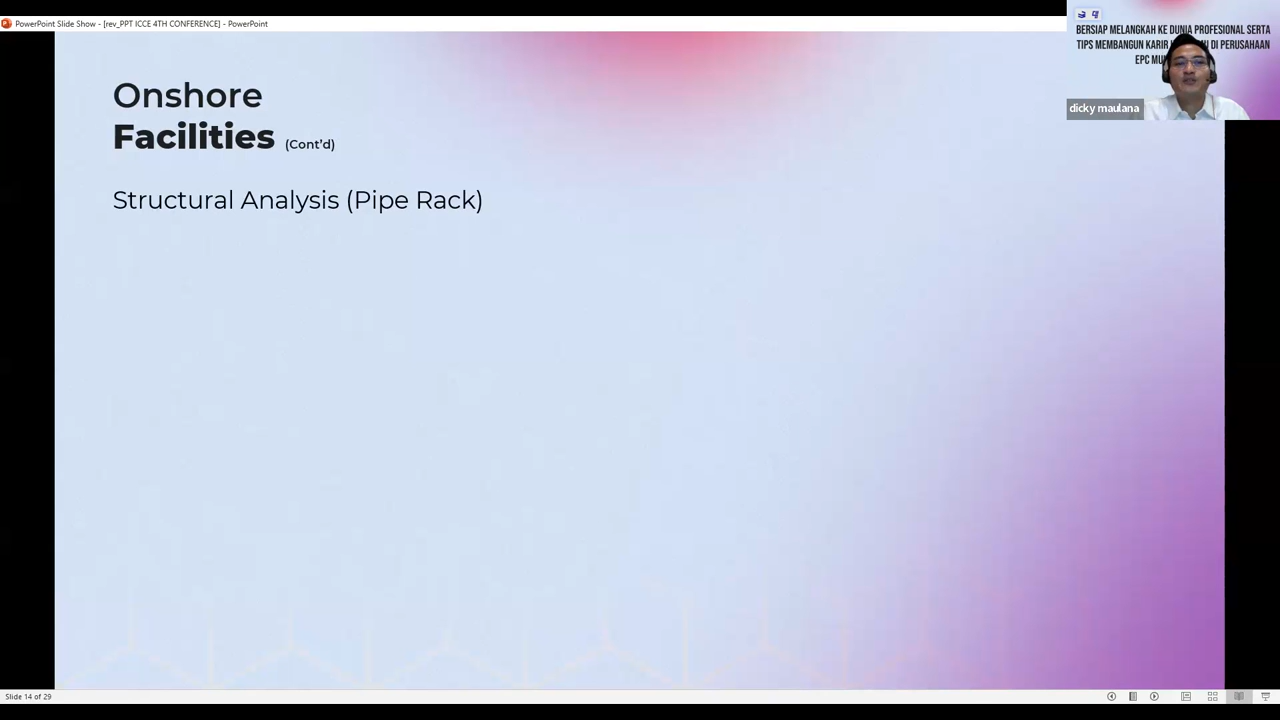 PowerPoint Slide Show - [rev_PPT ICCE 4TH CONFERENCE] - PowerPoint
BERSIAP MELANGKAH KE DUNIA PROFESIONAL SERTA
TIPS MEMBANGUN KARIR DI PERUSAHAAN
EPC
dicky maulana
Onshore
Facilities (Cont'd)
Structural Analysis (Pipe Rack)
Slide 14 of 29